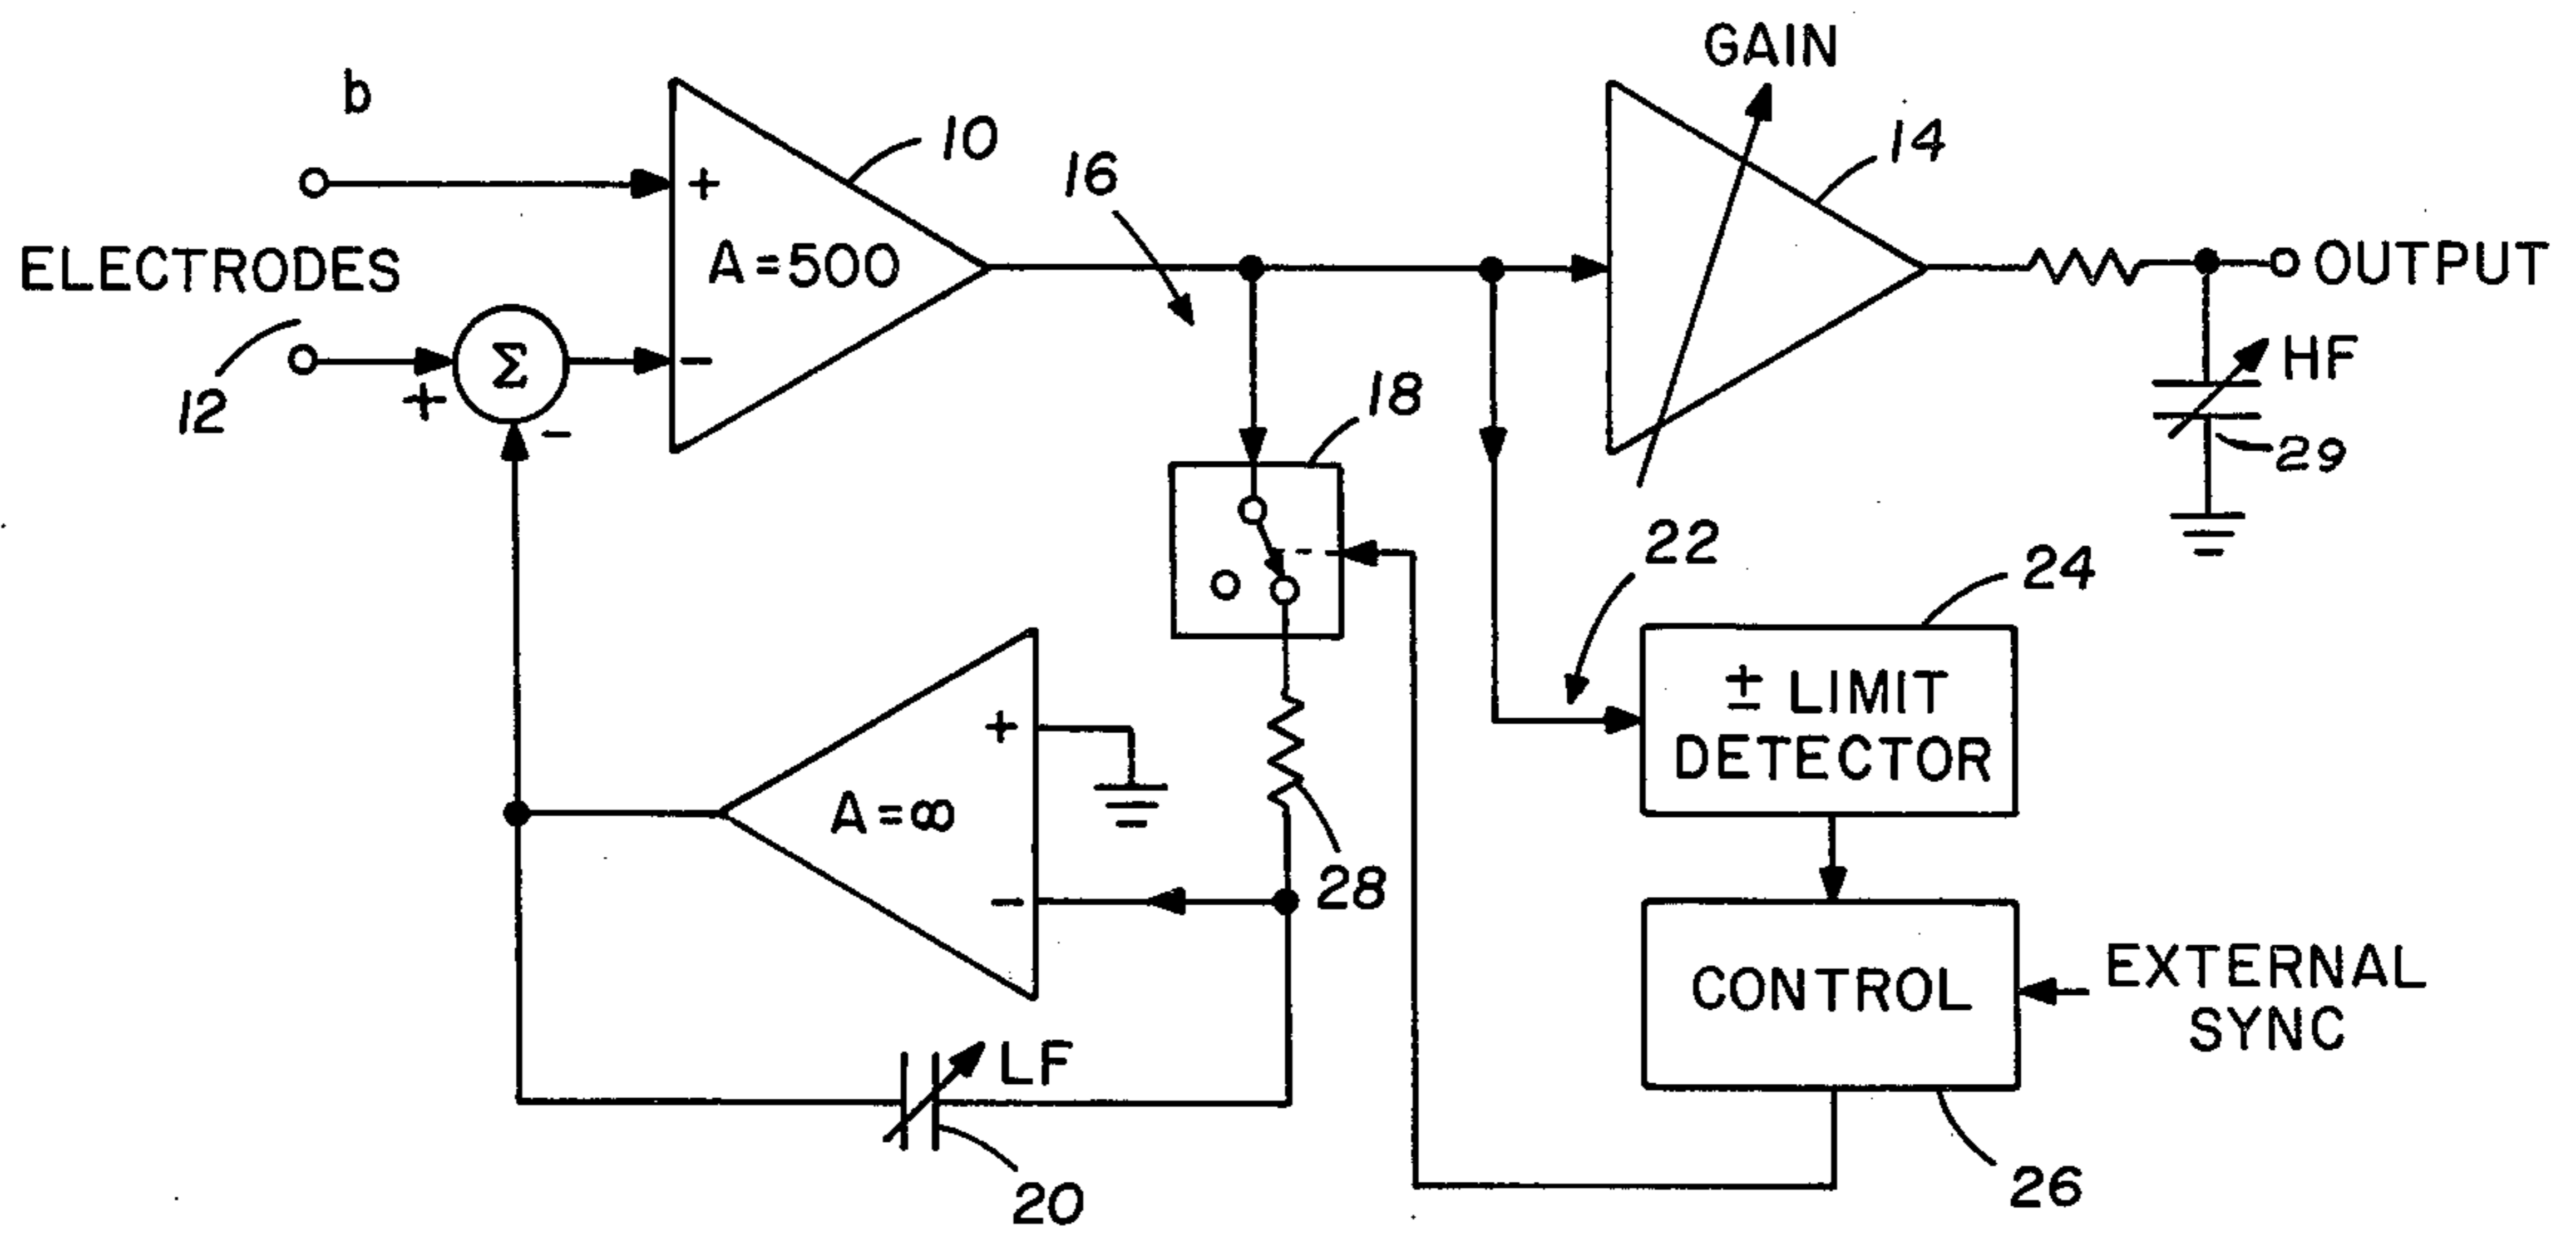 GAIN
b
10
14
16
+
A=500
ELECTRODES
OUTPUT
12
+
Σ
−
−
HF
18
29
22
24
± LIMIT
DETECTOR
+
A=∞
−
28
CONTROL
EXTERNAL
SYNC
LF
20
26